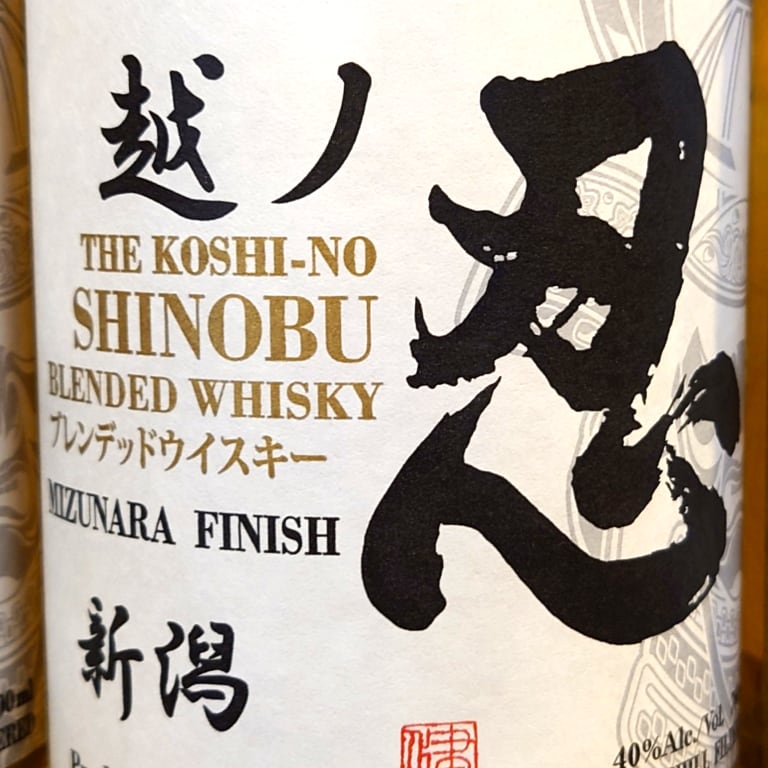 越ノ
忍
THE KOSHI-NO
SHINOBU
BLENDED WHISKY
ブレンデッドウイスキー
MIZUNARA FINISH
新潟
40%Alc./Vol.